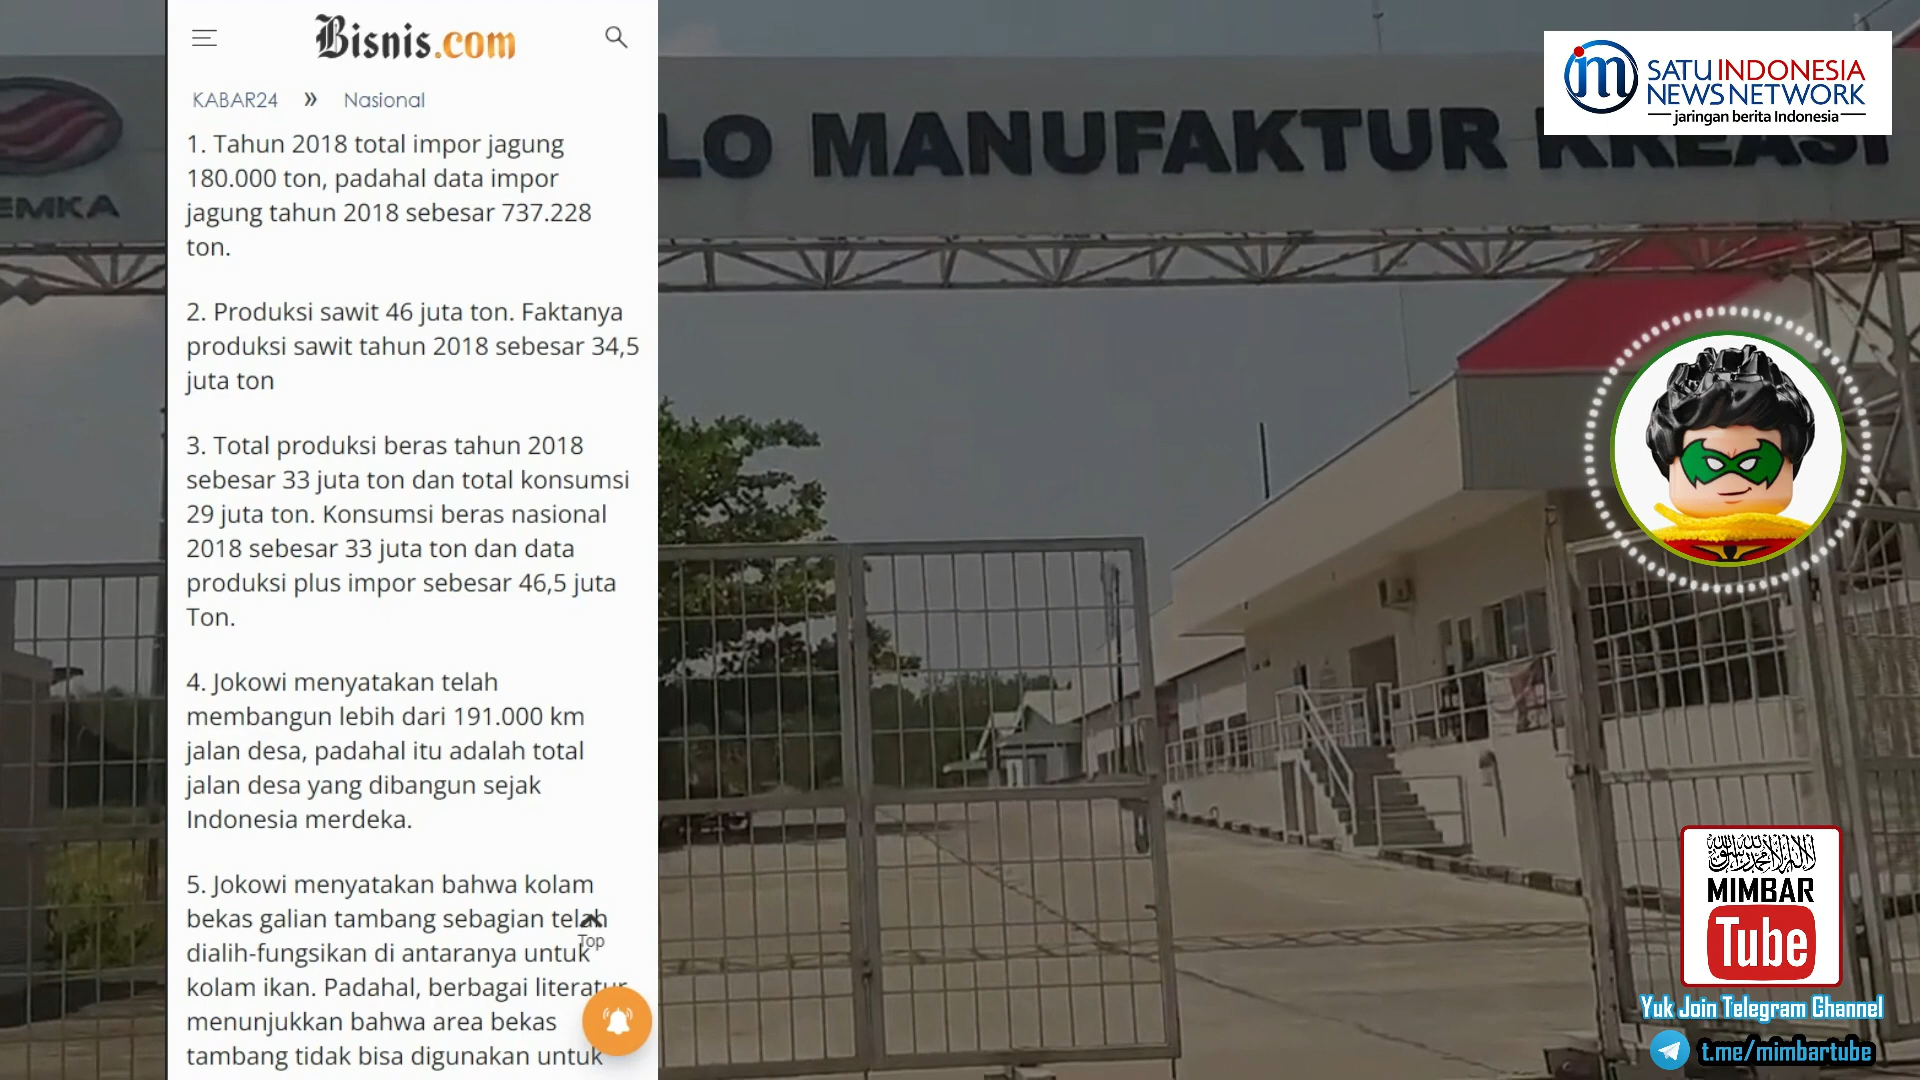 Bisnis.com
KABAR24 » Nasional
1. Tahun 2018 total impor jagung
180.000 ton, padahal data impor
jagung tahun 2018 sebesar 737.228
ton.
2. Produksi sawit 46 juta ton. Faktanya
produksi sawit tahun 2018 sebesar 34,5
juta ton
3. Total produksi beras tahun 2018
sebesar 33 juta ton dan total konsumsi
29 juta ton. Konsumsi beras nasional
2018 sebesar 33 juta ton dan data
produksi plus impor sebesar 46,5 juta
Ton.
4. Jokowi menyatakan telah
membangun lebih dari 191.000 km
jalan desa, padahal itu adalah total
jalan desa yang dibangun sejak
Indonesia merdeka.
5. Jokowi menyatakan bahwa kolam
bekas galian tambang sebagian telah
dialih-fungsikan di antaranya untuk
kolam ikan. Padahal, berbagai literatur
menunjukkan bahwa area bekas
tambang tidak bisa digunakan untuk
Top
EMKA
LO MANUFAKTUR KREASI
SATU INDONESIA
NEWS NETWORK
jaringan berita Indonesia
MIMBAR
Tube
Yuk Join Telegram Channel
t.me/mimbartube